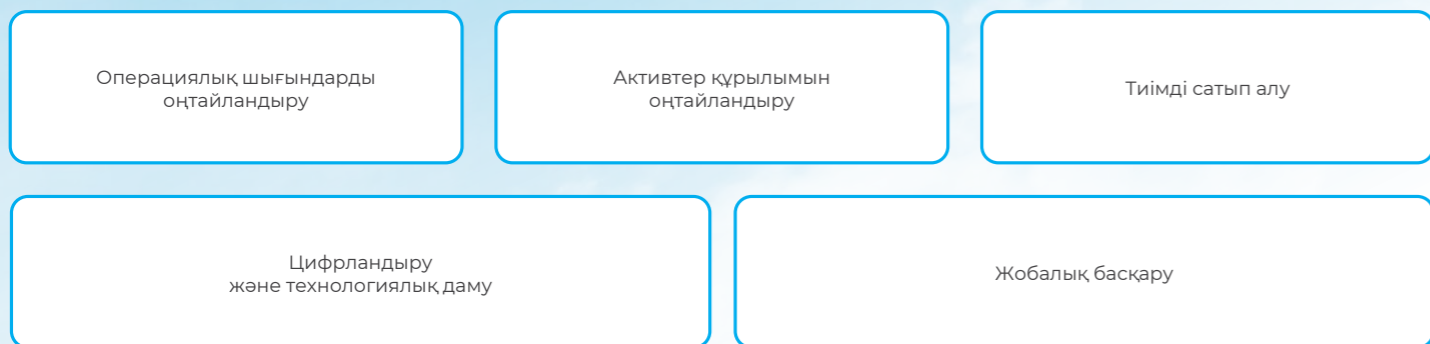 Операциялық шығындарды
оңтайландыру
Активтер құрылымын
оңтайландыру
Тиімді сатып алу
Цифрландыру
және технологиялық даму
Жобалық басқару